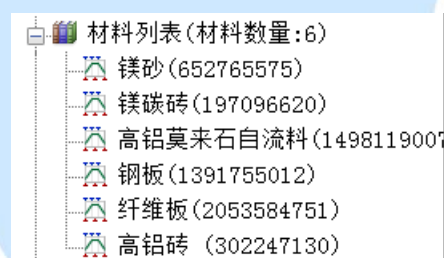 材料列表(材料数量:6)
镁砂(652765575)
镁碳砖(197096620)
高铝莫来石自流料(1498119007
钢板(1391755012)
纤维板(2053584751)
高铝砖 (302247130)